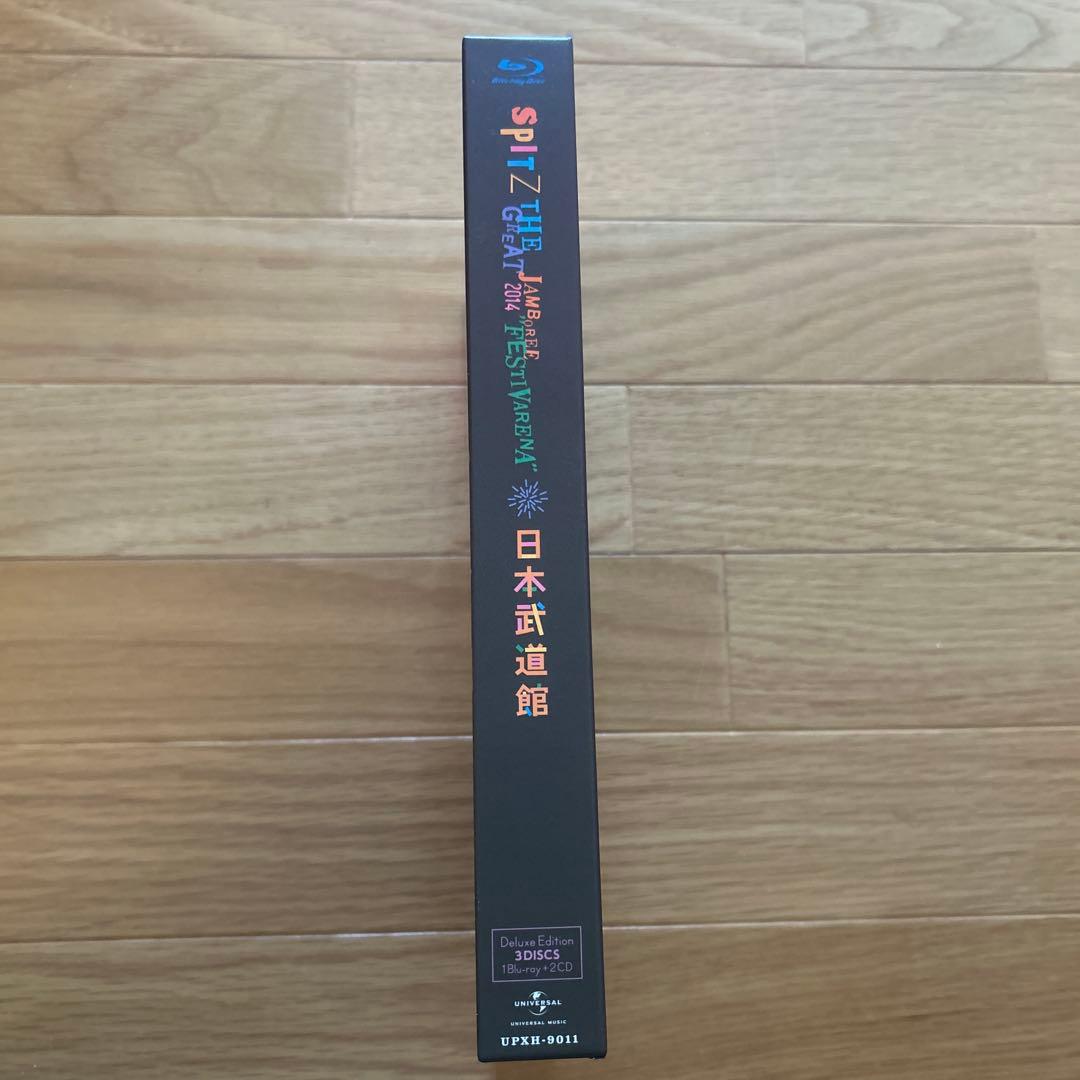 Blu-ray Disc
SPITZ
THE JAMBOREE
GREAT 2014
"FESTIVARENA"
日本武道館
Deluxe Edition
3DISCS
1Blu-ray+2CD
UNIVERSAL
UNIVERSAL MUSIC
UPXH-9011